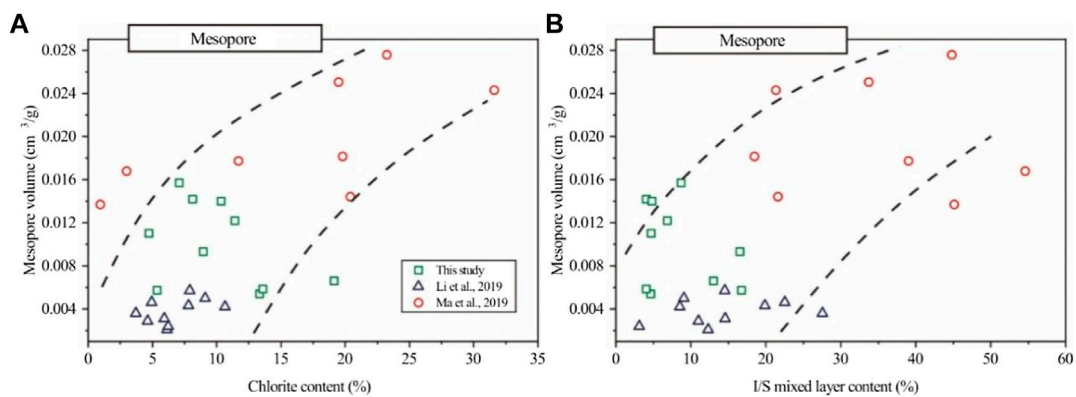 A
Mesopore
Mesopore volume (cm ³/g)
0.028
0.024
0.020
0.016
0.012
0.008
0.004
0 5 10 15 20 25 30 35
Chlorite content (%)
This study
Li et al., 2019
Ma et al., 2019
B
Mesopore
Mesopore volume (cm ³/g)
0.028
0.024
0.020
0.016
0.012
0.008
0.004
0 10 20 30 40 50 60
I/S mixed layer content (%)